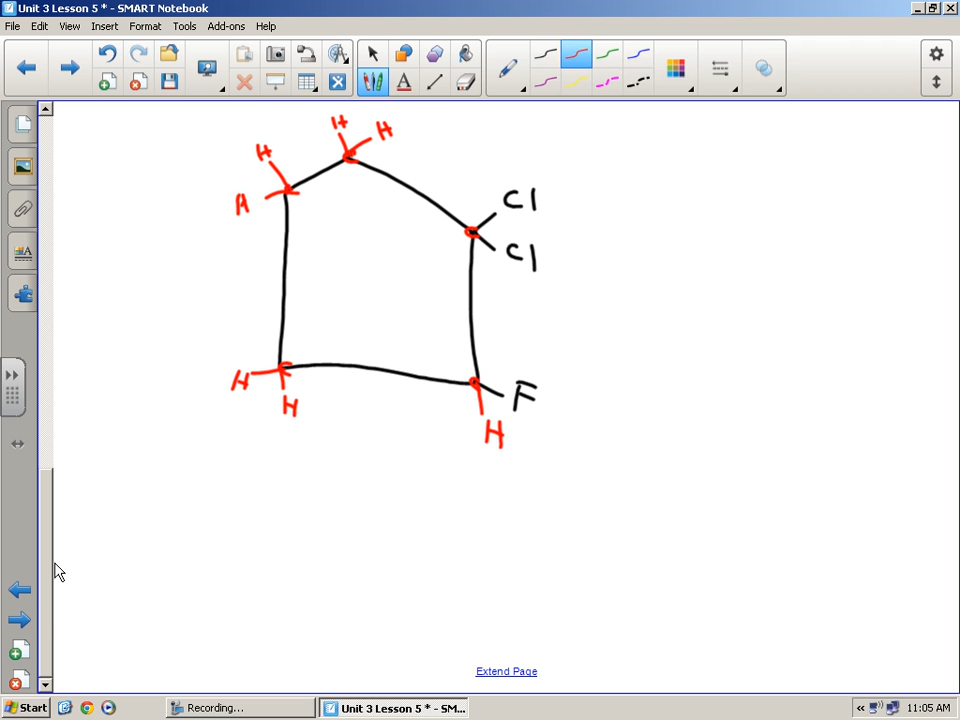 Unit 3 Lesson 5 * - SMART Notebook
File Edit View Insert Format Tools Add-ons Help
H H
H
Cl
H
Cl
H
F
H
H
Extend Page
Start Recording... Unit 3 Lesson 5 * - SM... 11:05 AM